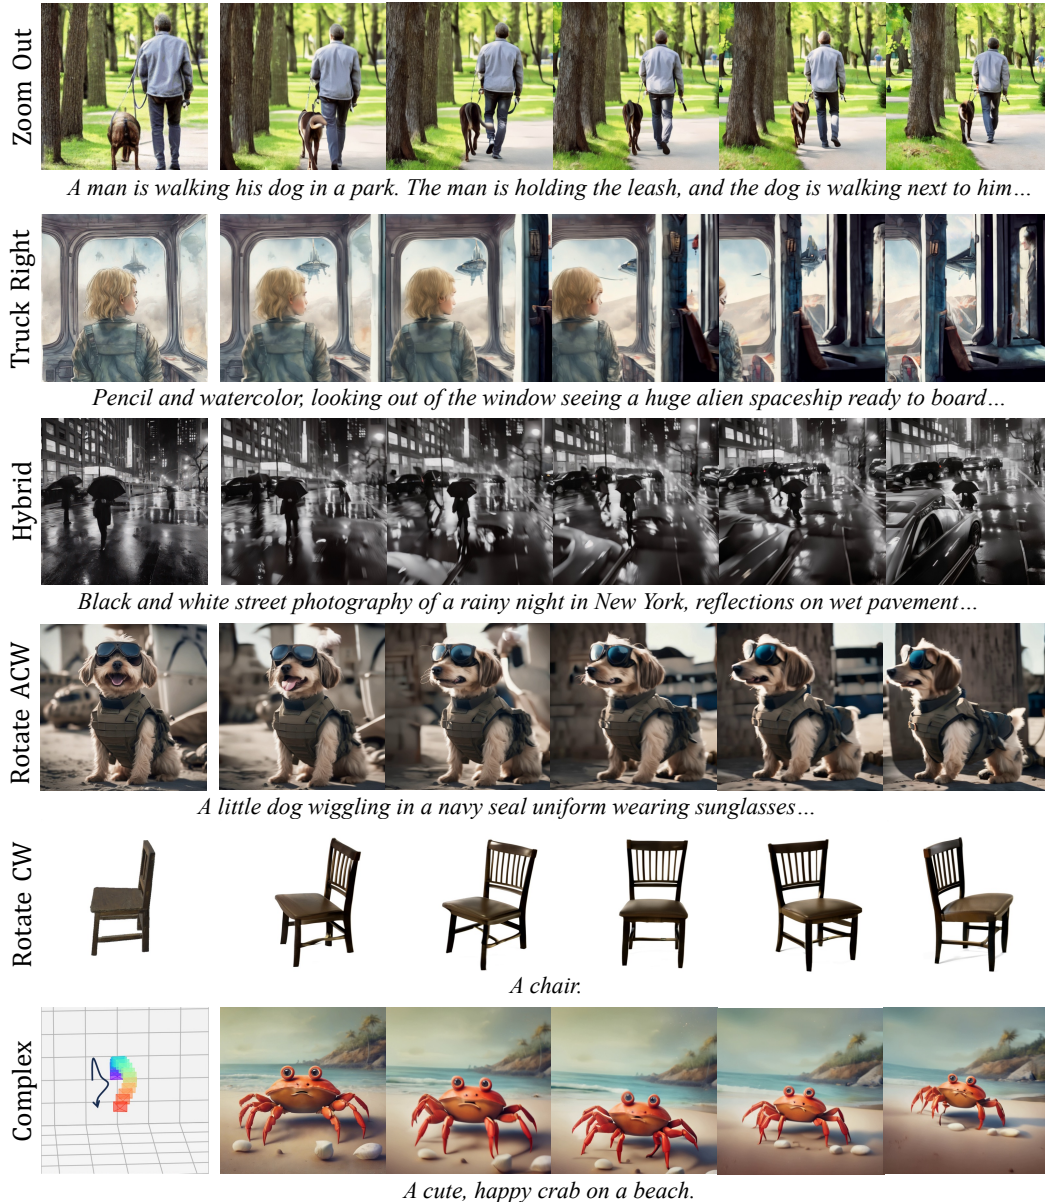 Zoom Out
A man is walking his dog in a park. The man is holding the leash, and the dog is walking next to him…
Truck Right
Pencil and watercolor, looking out of the window seeing a huge alien spaceship ready to board…
Hybrid
Black and white street photography of a rainy night in New York, reflections on wet pavement…
Rotate ACW
A little dog wiggling in a navy seal uniform wearing sunglasses…
Rotate CW
A chair.
Complex
A cute, happy crab on a beach.